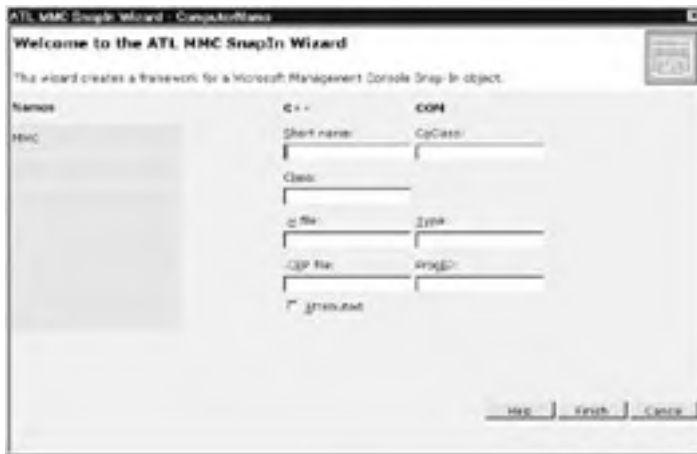 ATL MMC SnapIn Wizard - ComputerName
Welcome to the ATL MMC SnapIn Wizard
This wizard creates a framework for a Microsoft Management Console Snap-In object.
Names
MMC
C++
COM
Short name:
CoClass:
Class:
.h file:
Type:
.CPP file:
ProgID:
Attributed
Help
Finish
Cancel